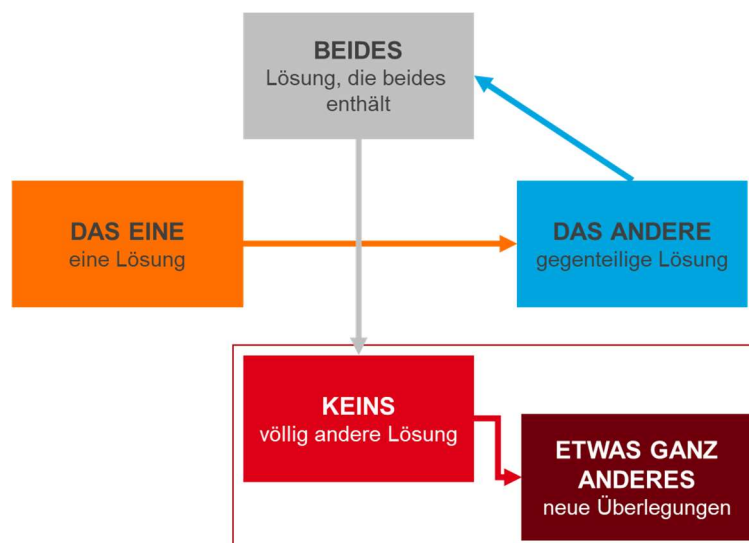 BEIDES
Lösung, die beides
enthält
DAS EINE
eine Lösung
DAS ANDERE
gegenteilige Lösung
KEINS
völlig andere Lösung
ETWAS GANZ
ANDERES
neue Überlegungen